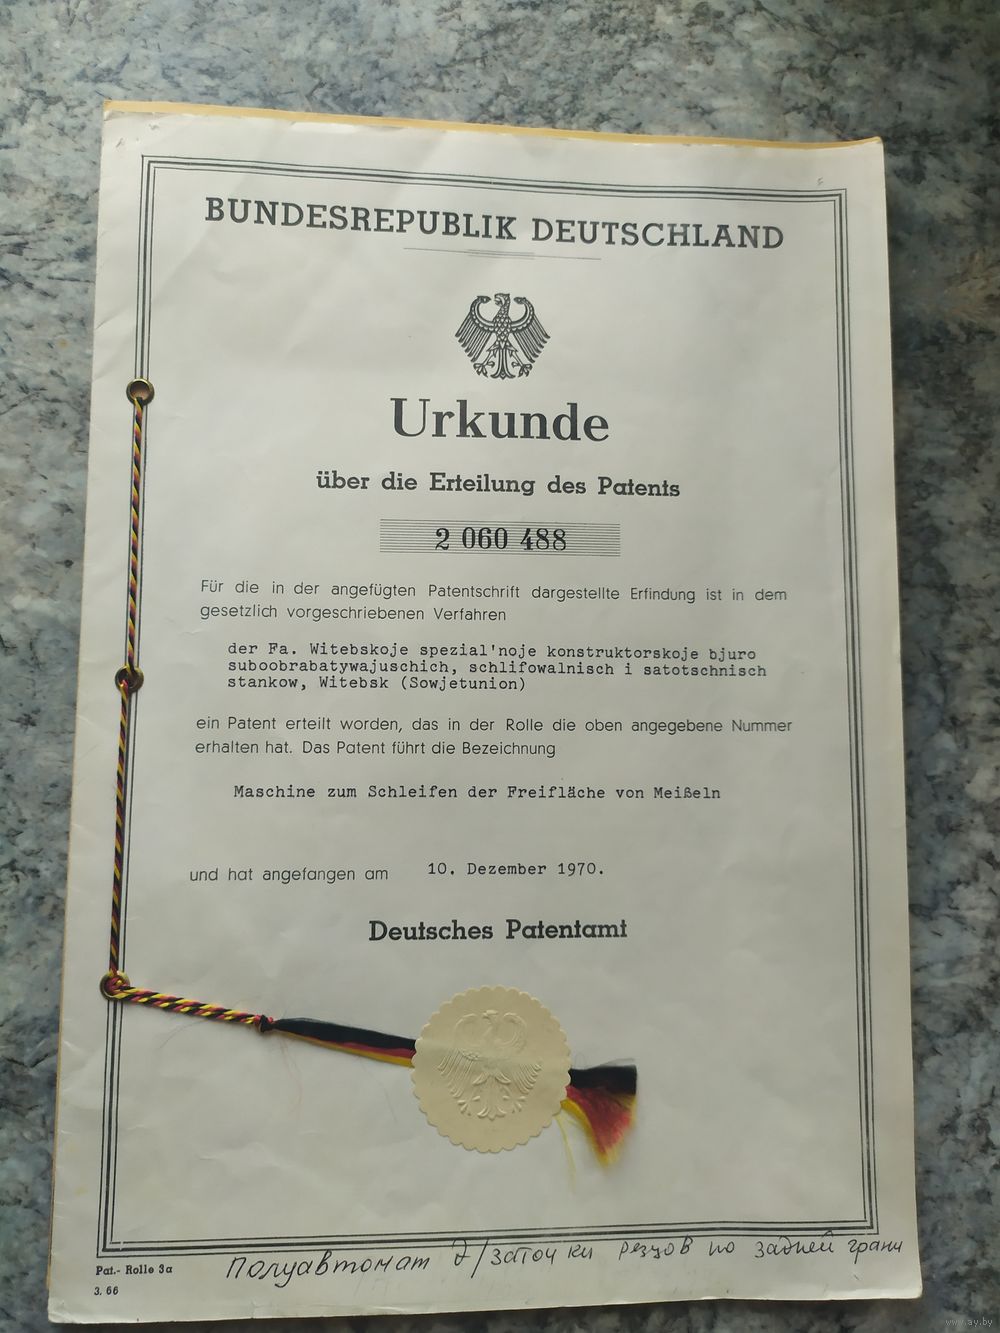 BUNDESREPUBLIK DEUTSCHLAND
Urkunde
über die Erteilung des Patents
2 060 488
Für die in der angefügten Patentschrift dargestellte Erfindung ist in dem
gesetzlich vorgeschriebenen Verfahren
der Fa. Witebskoje spezial'noje konstruktorskoje bjuro
suboobrabatywajuschich, schlifowalnisch i satotschnisch
stankow, Witebsk (Sowjetunion)
ein Patent erteilt worden, das in der Rolle die oben angegebene Nummer
erhalten hat. Das Patent führt die Bezeichnung
Maschine zum Schleifen der Freifläche von Meißeln
und hat angefangen am 10. Dezember 1970.
Deutsches Patentamt
Pat.- Rolle 3a
3. 66
Полуавтомат д/заточки резцов по задней грани
www.ay.by